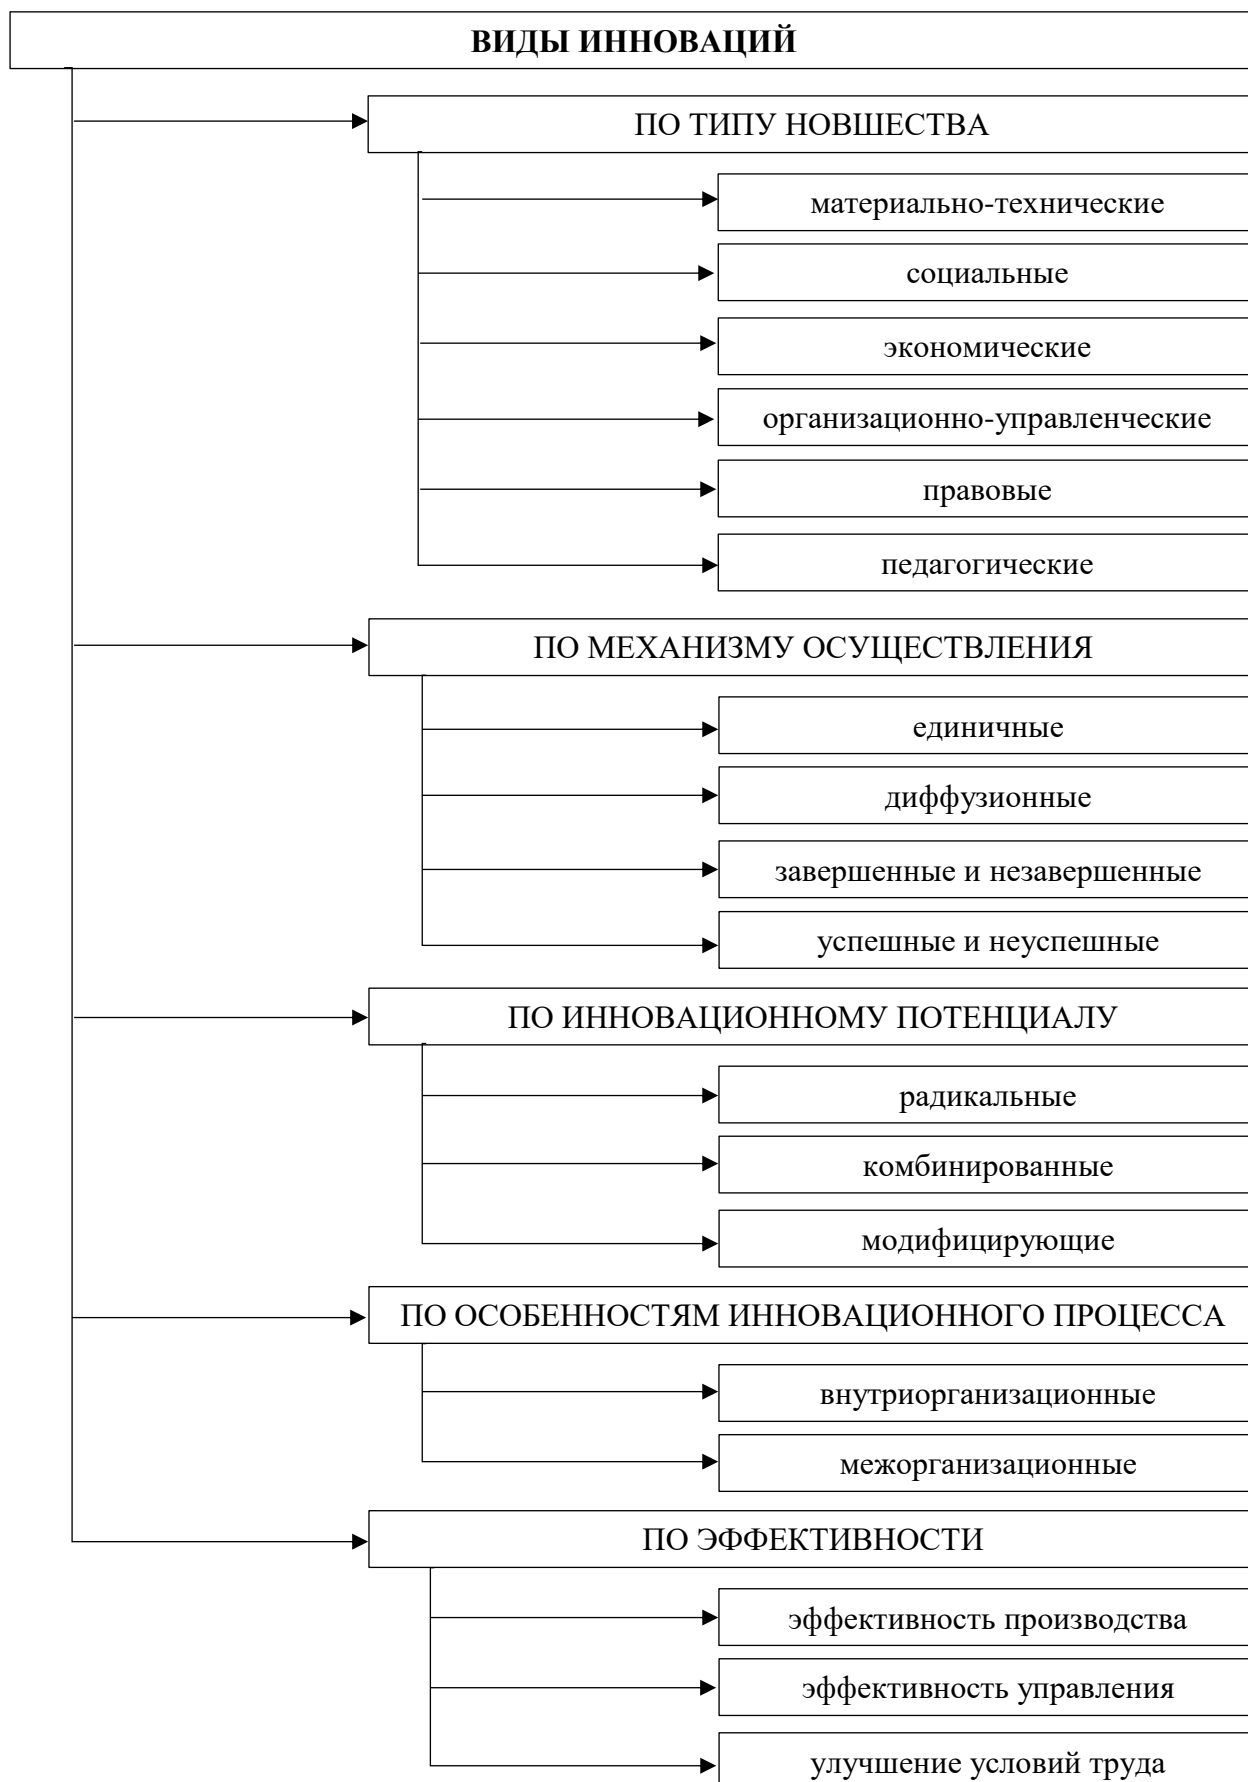 ВИДЫ ИННОВАЦИЙ
ПО ТИПУ НОВШЕСТВА
материально-технические
социальные
экономические
организационно-управленческие
правовые
педагогические
ПО МЕХАНИЗМУ ОСУЩЕСТВЛЕНИЯ
единичные
диффузионные
завершенные и незавершенные
успешные и неуспешные
ПО ИННОВАЦИОННОМУ ПОТЕНЦИАЛУ
радикальные
комбинированные
модифицирующие
ПО ОСОБЕННОСТЯМ ИННОВАЦИОННОГО ПРОЦЕССА
внутриорганизационные
межорганизационные
ПО ЭФФЕКТИВНОСТИ
эффективность производства
эффективность управления
улучшение условий труда